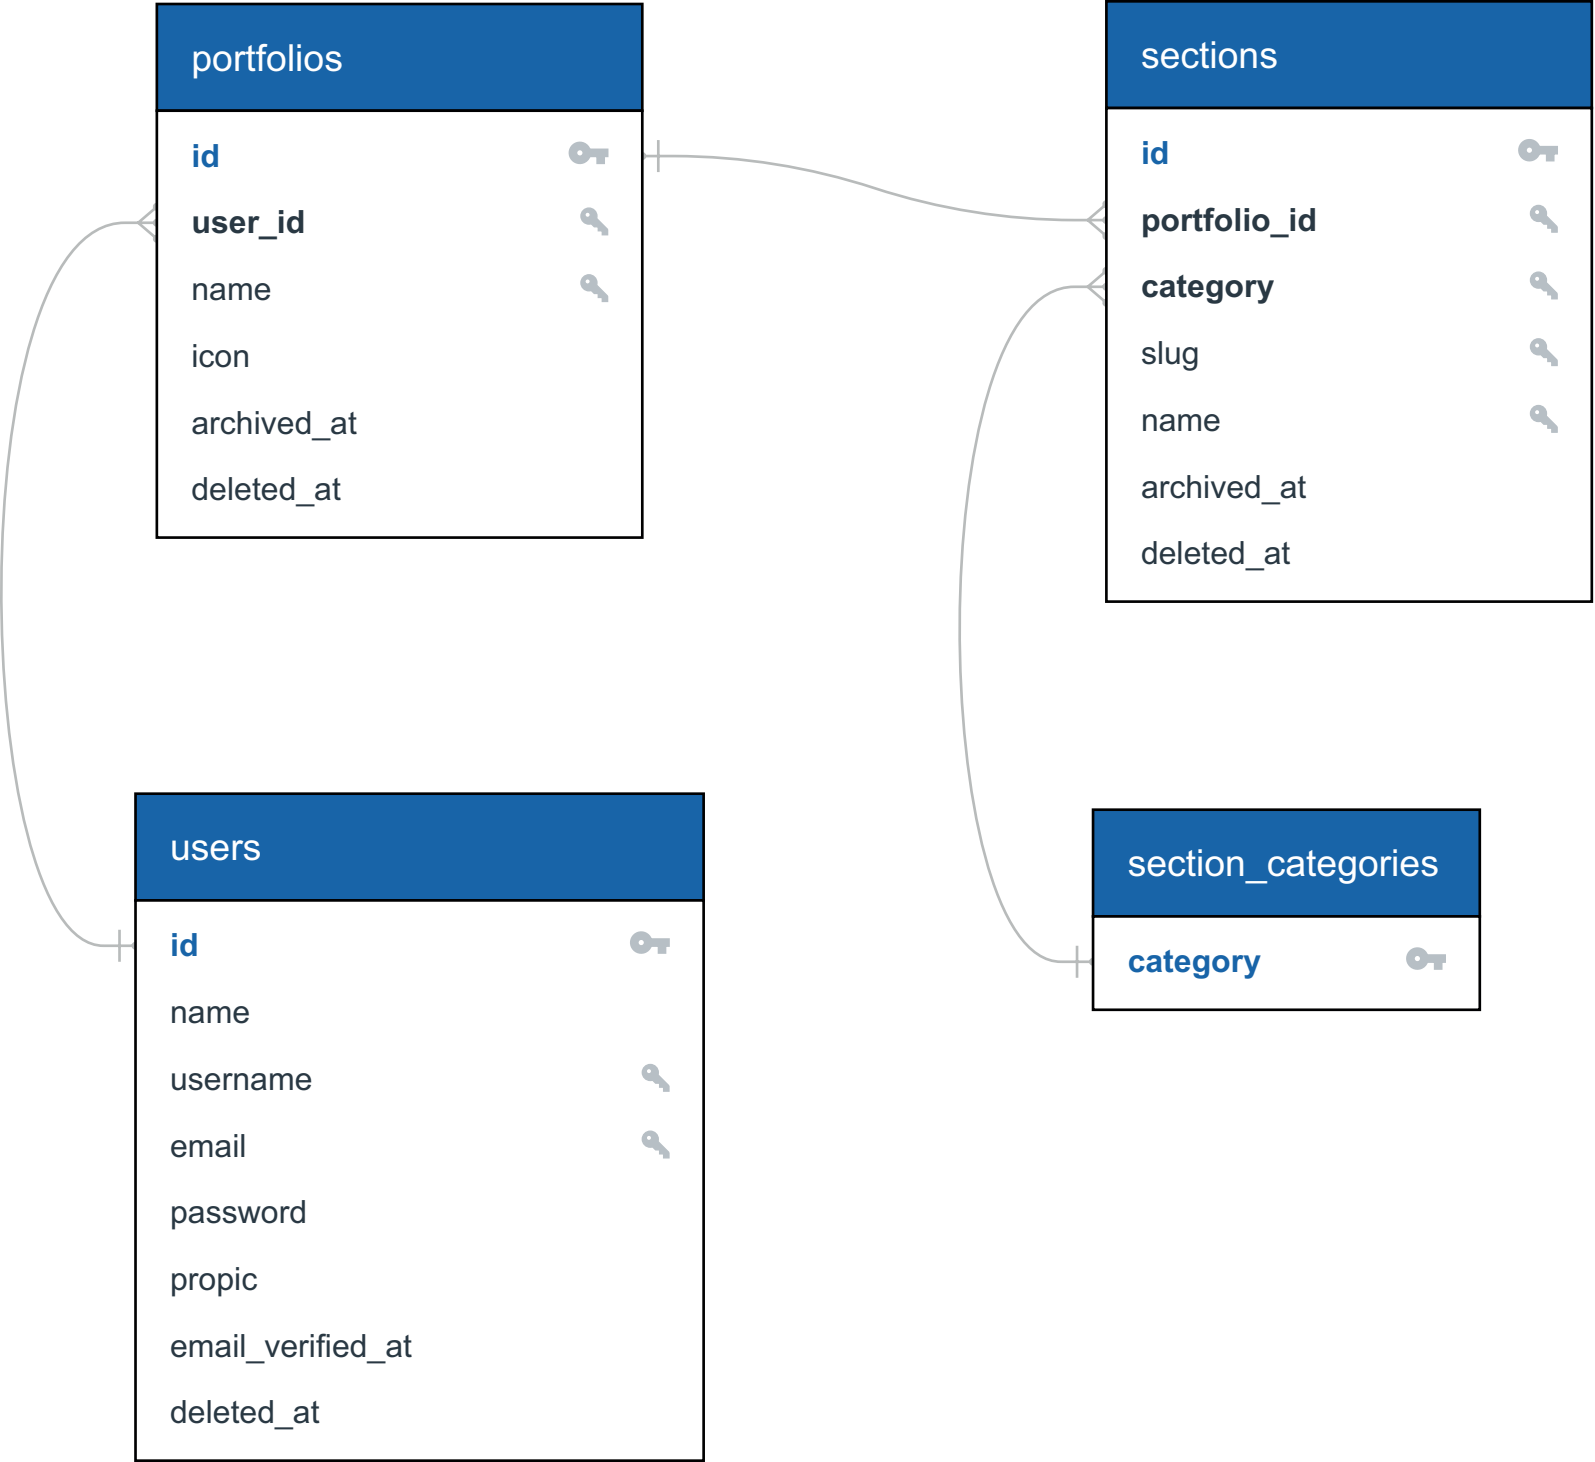 portfolios
id
user_id
name
icon
archived_at
deleted_at
sections
id
portfolio_id
category
slug
name
archived_at
deleted_at
users
id
name
username
email
password
propic
email_verified_at
deleted_at
section_categories
category